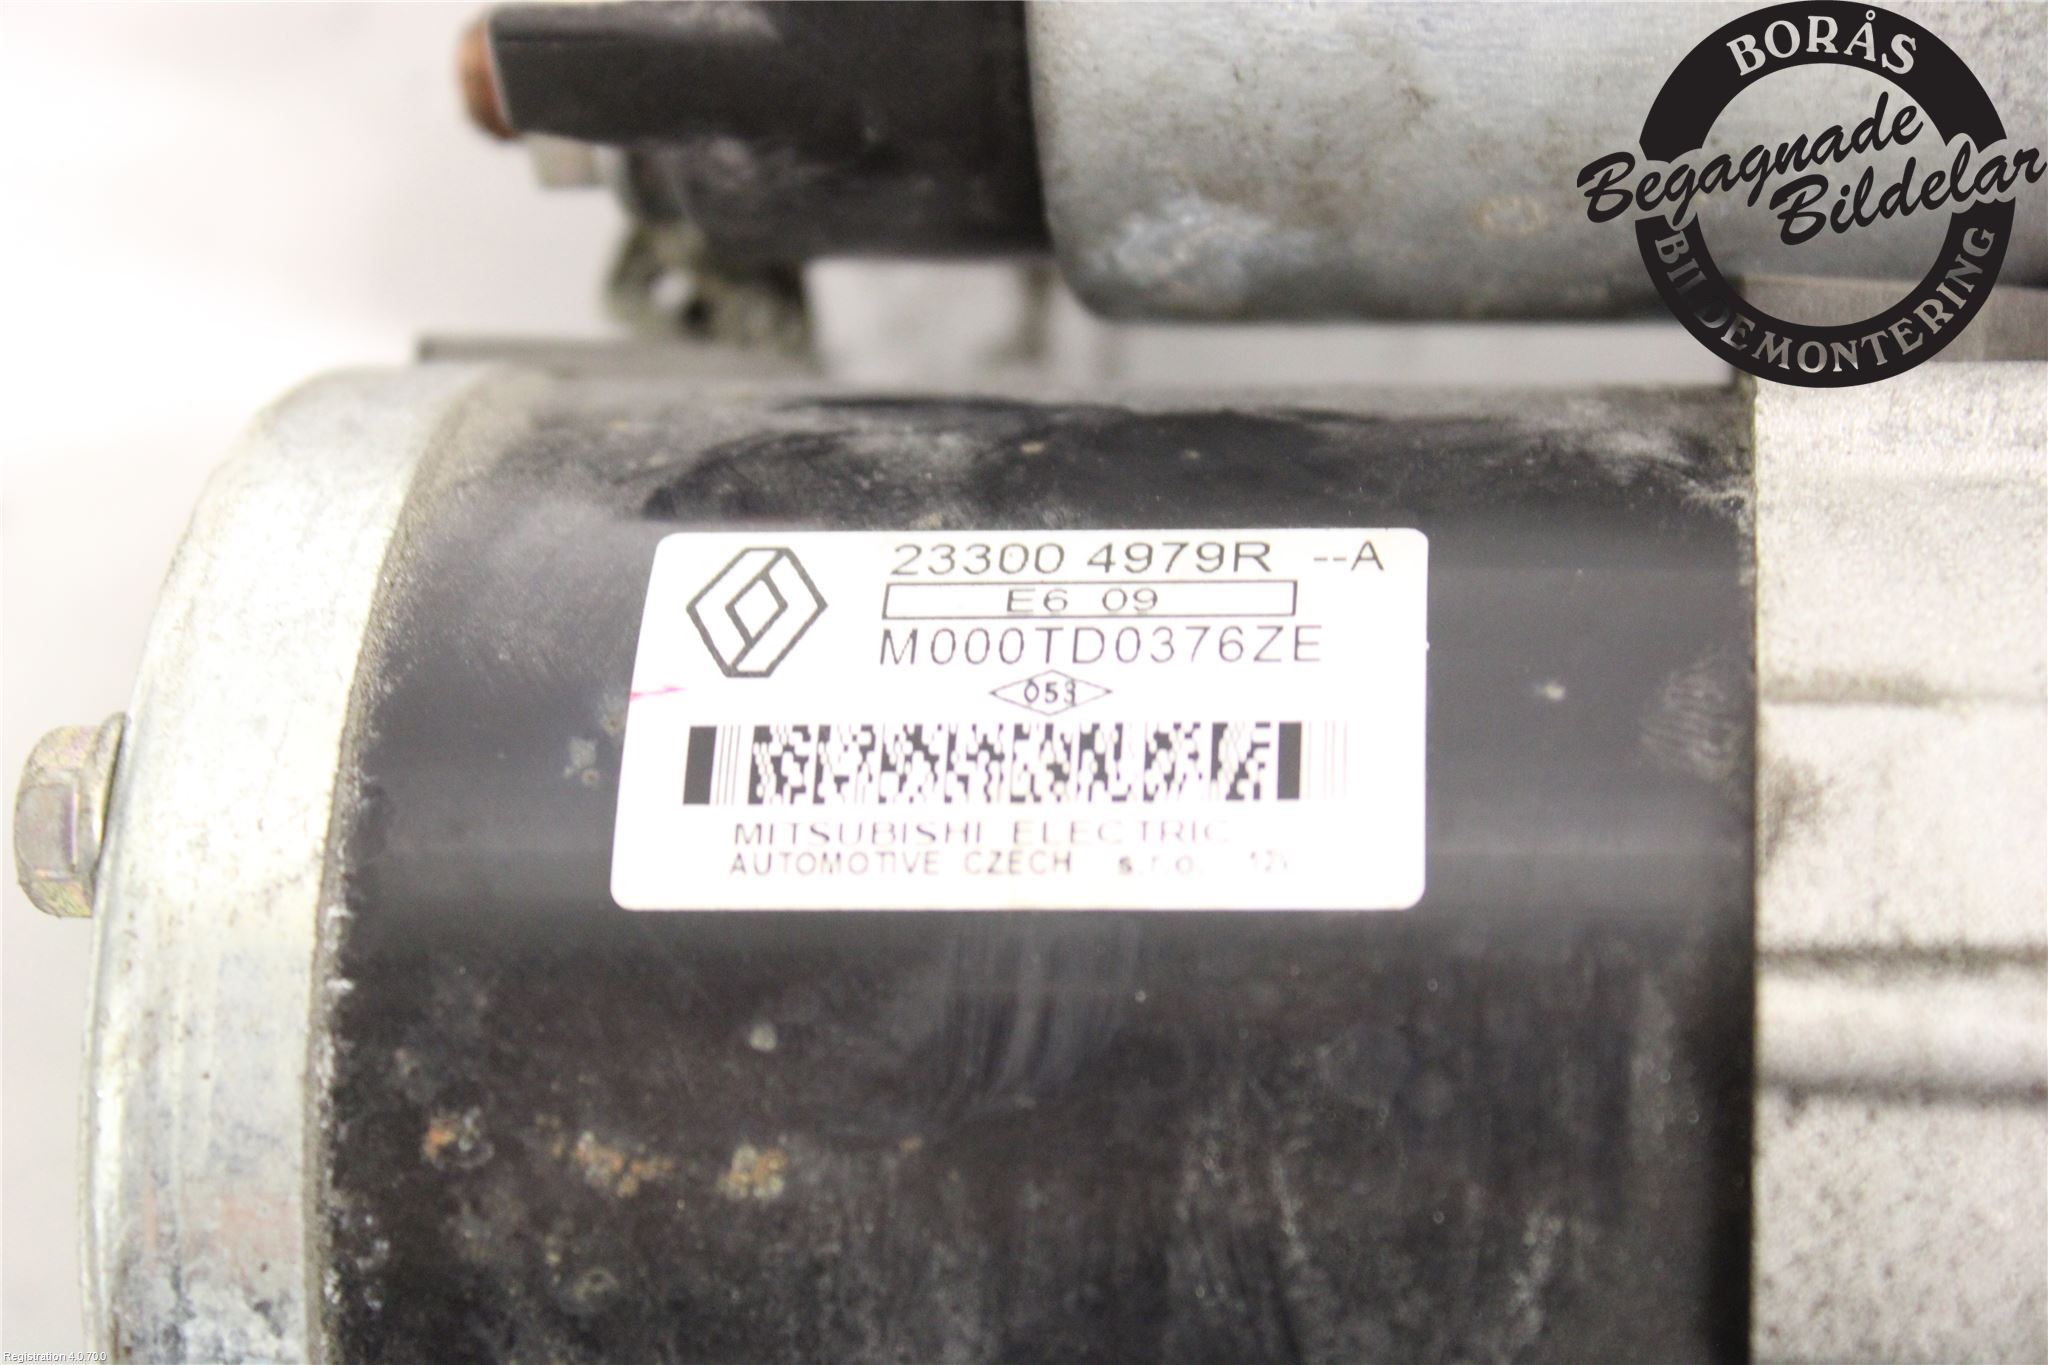 BORÅS
Begagnade
Bildelar
BILDEMONTERING
23300 4979R --A
E6 09
M000TD0376ZE
053
MITSUBISHI ELECTRIC
AUTOMOTIVE CZECH s.r.o.
Registration 4.0.70.0